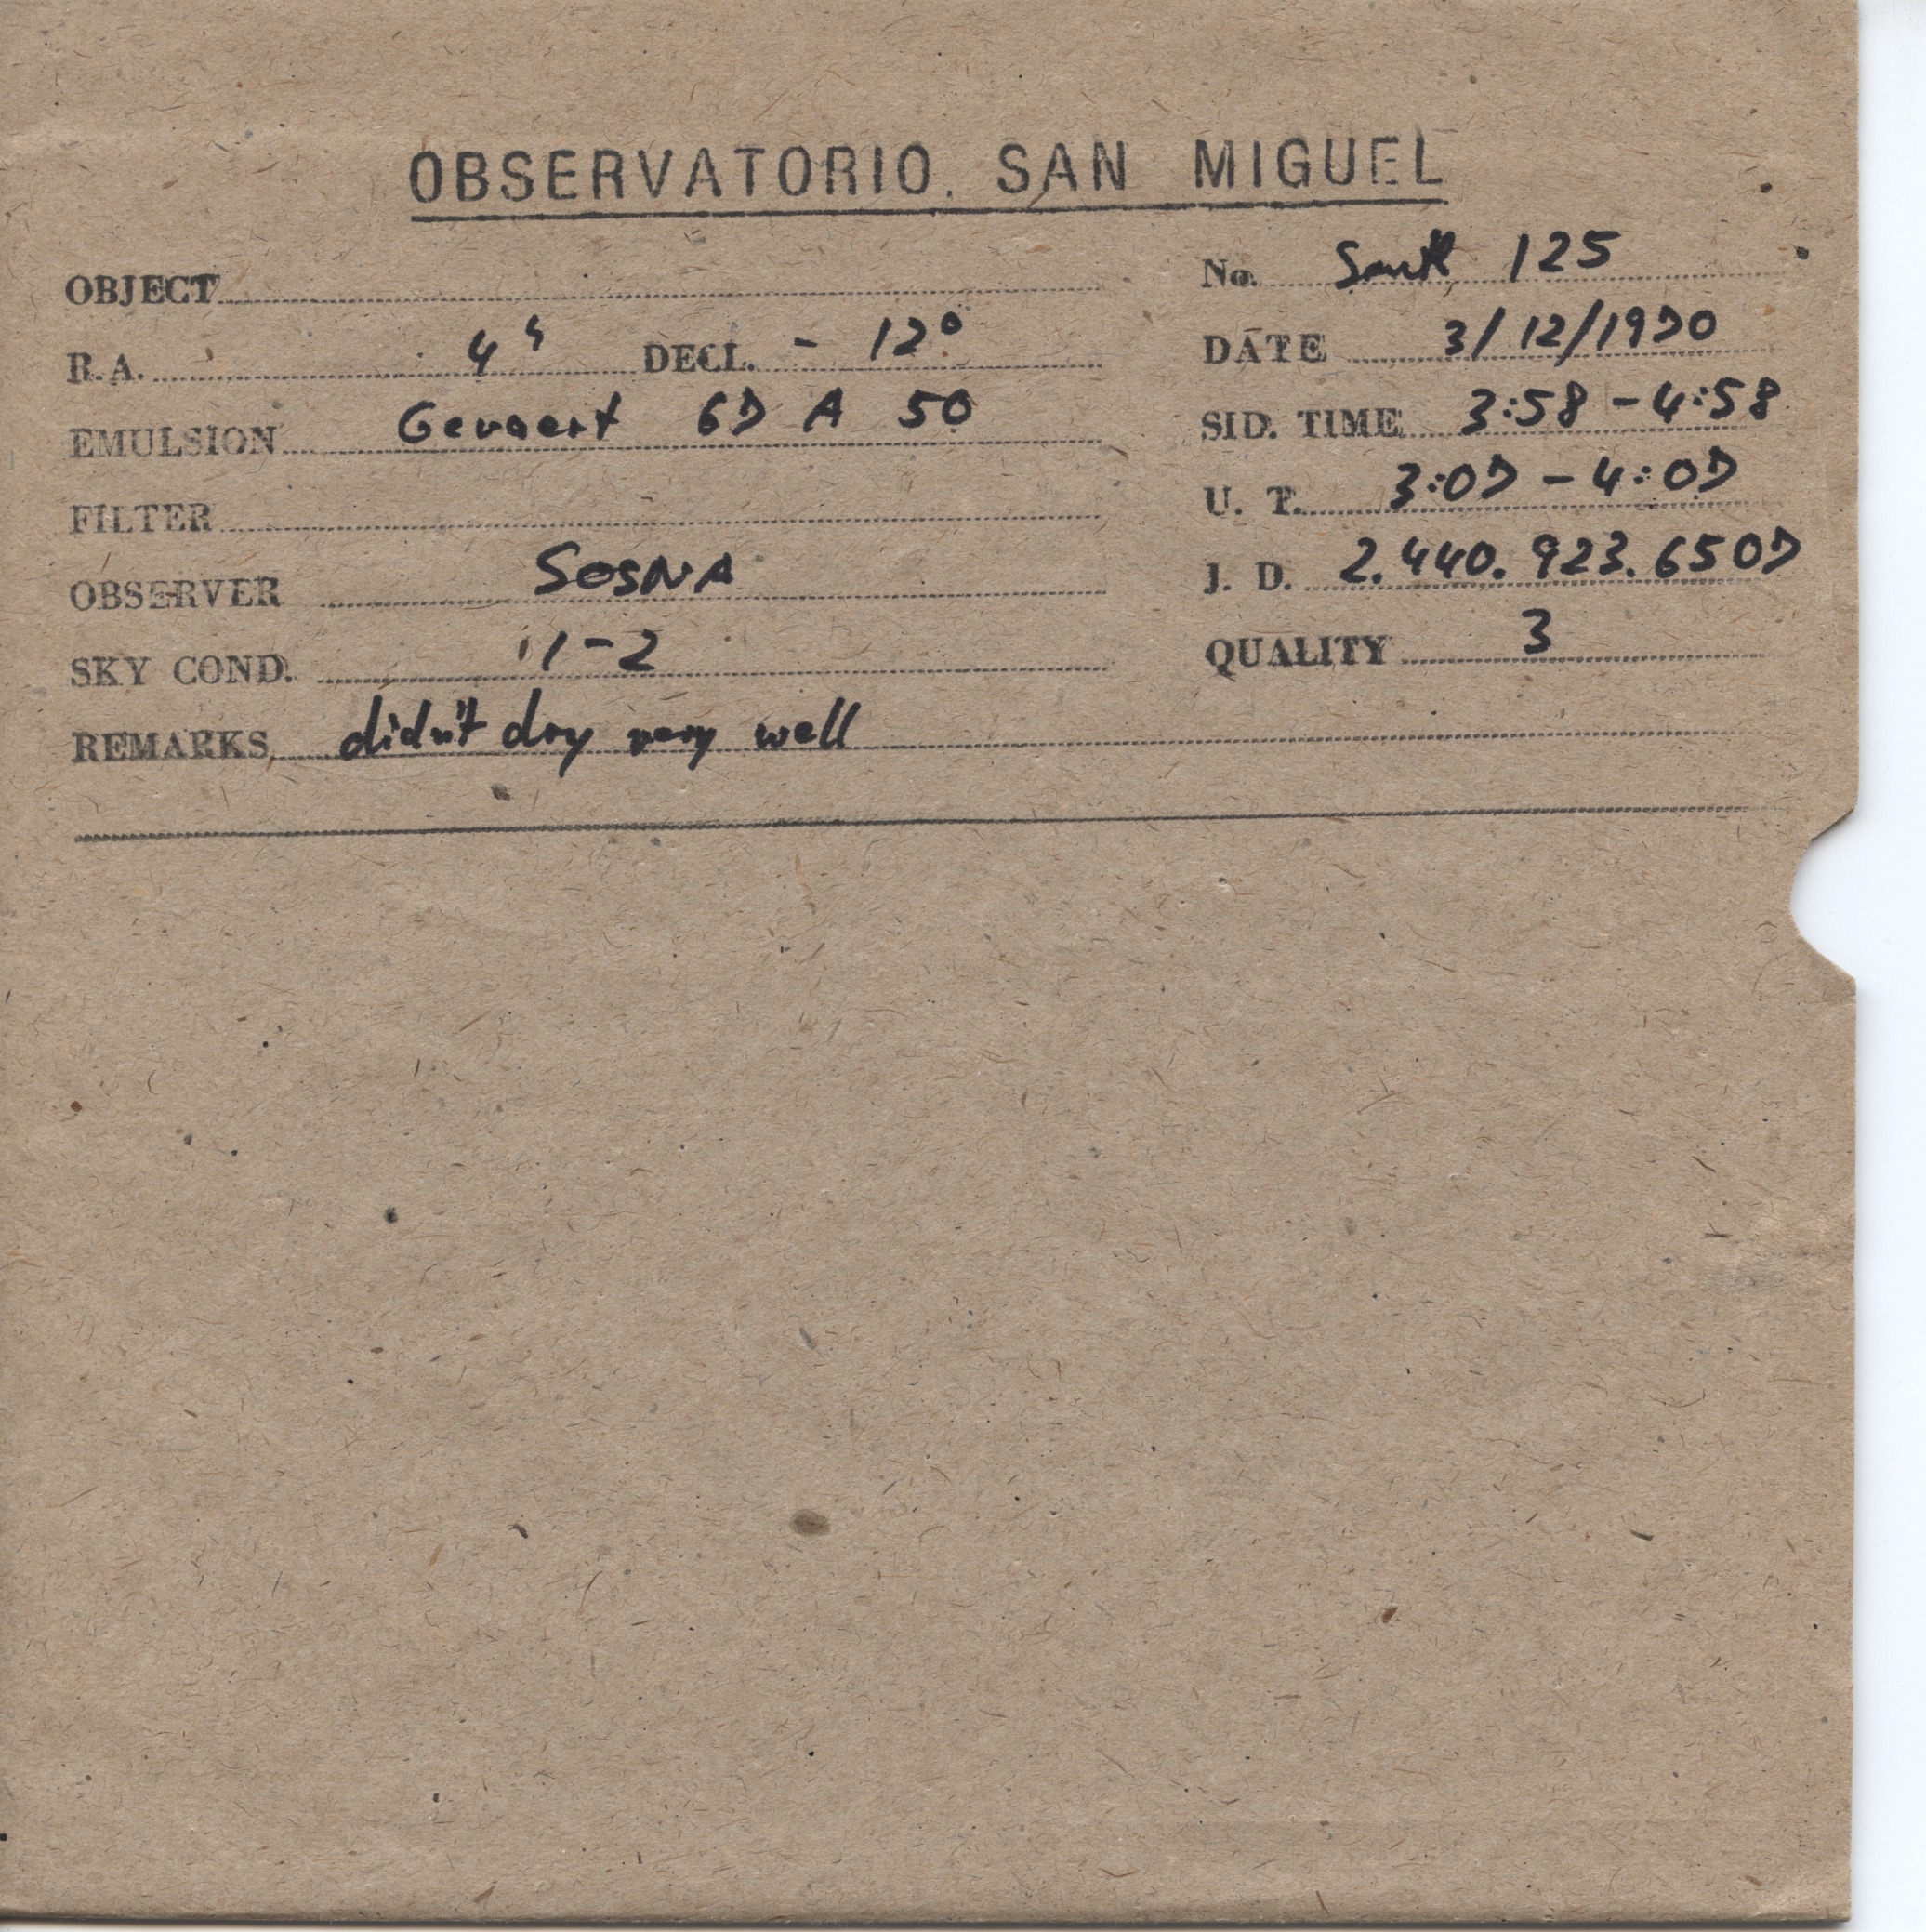 OBSERVATORIO. SAN MIGUEL
OBJECT
No. South 125
R.A. 4h DECL. - 12°
DATE 3/12/1970
EMULSION Gevaert 67 A 50
SID. TIME 3:58 - 4:58
FILTER
U. T. 3:07 - 4:07
OBSERVER SOSNA
J. D. 2.440.923.6507
SKY COND. 1-2
QUALITY 3
REMARKS didn't dry very well